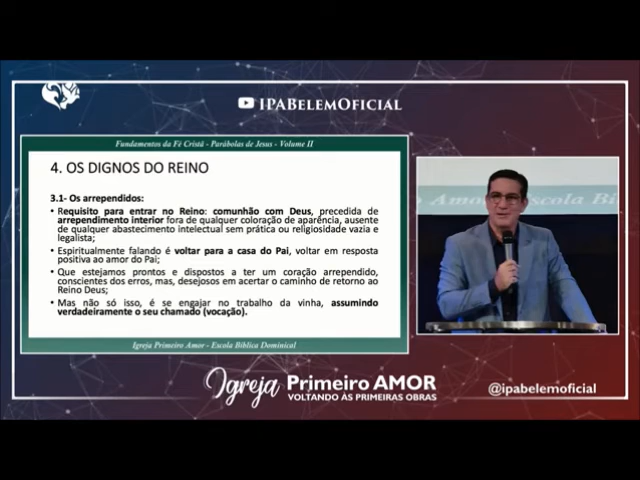 IPABelemOficial
Fundamentos da Fé Cristã - Parábolas de Jesus - Volume II
4. OS DIGNOS DO REINO
3.1- Os arrependidos:
• Requisito para entrar no Reino: comunhão com Deus, precedida de
arrependimento interior fora de qualquer coloração de aparência, ausente
de qualquer abastecimento intelectual sem prática ou religiosidade vazia e
legalista;
• Espiritualmente falando é voltar para a casa do Pai, voltar em resposta
positiva ao amor do Pai;
• Que estejamos prontos e dispostos a ter um coração arrependido,
conscientes dos erros, mas, desejosos em acertar o caminho de retorno ao
Reino Deus;
• Mas não só isso, é se engajar no trabalho da vinha, assumindo
verdadeiramente o seu chamado (vocação).
Igreja Primeiro Amor - Escola Bíblica Dominical
Amor - Escola Bíb
Igreja Primeiro AMOR
VOLTANDO ÀS PRIMEIRAS OBRAS
@ipabelemoficial